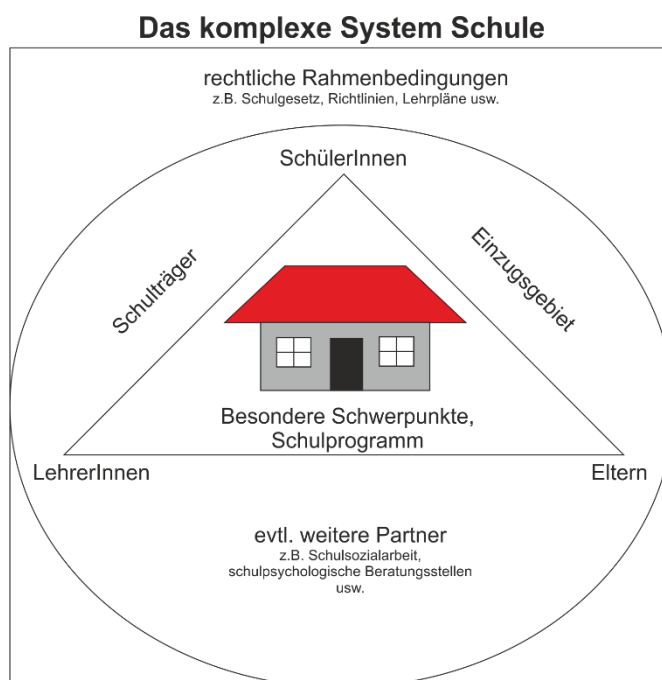 Das komplexe System Schule
rechtliche Rahmenbedingungen
z.B. Schulgesetz, Richtlinien, Lehrpläne usw.
SchülerInnen
Schulträger
Einzugsgebiet
Besondere Schwerpunkte,
Schulprogramm
LehrerInnen
Eltern
evtl. weitere Partner
z.B. Schulsozialarbeit,
schulpsychologische Beratungsstellen
usw.